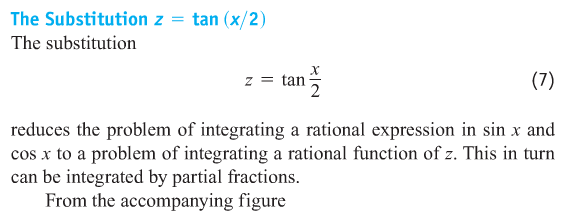 The Substitution z = tan (x/2)
The substitution
z = tan x/2 (7)
reduces the problem of integrating a rational expression in sin x and
cos x to a problem of integrating a rational function of z. This in turn
can be integrated by partial fractions.
From the accompanying figure